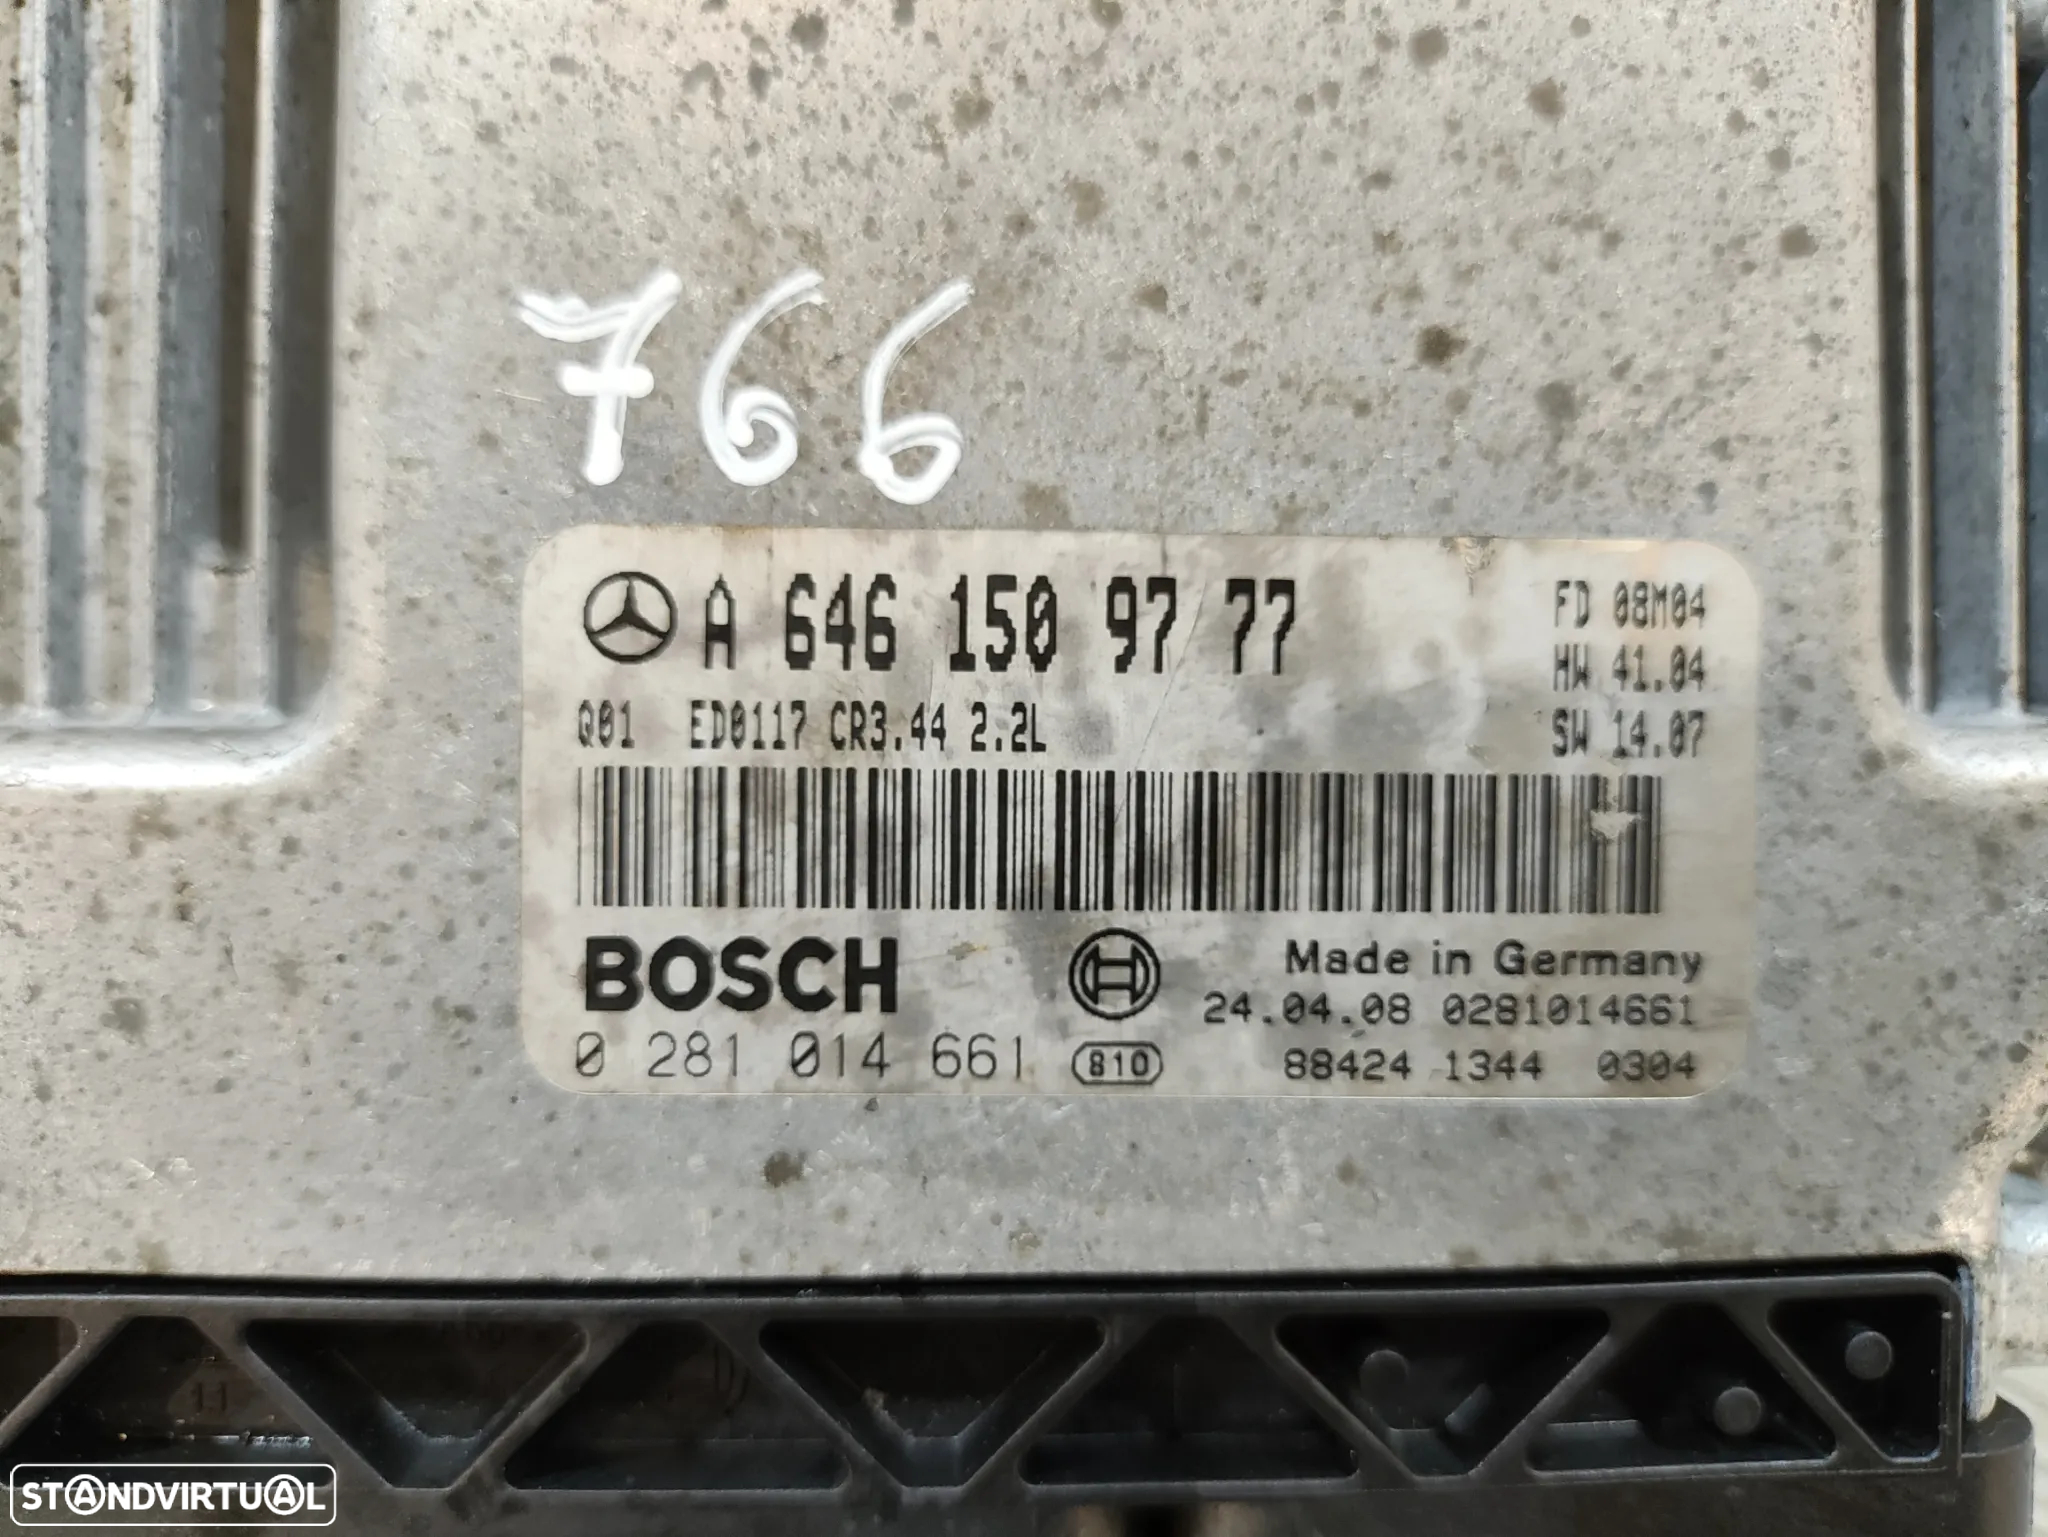 766
A 646 150 97 77
FD 08M04
HW 41.04
Q01 ED0117 CR3.44 2.2L
SW 14.07
BOSCH
Made in Germany
24.04.08 0281014661
0 281 014 661
810
88424 1344 0304
11
STANDVIRTUAL